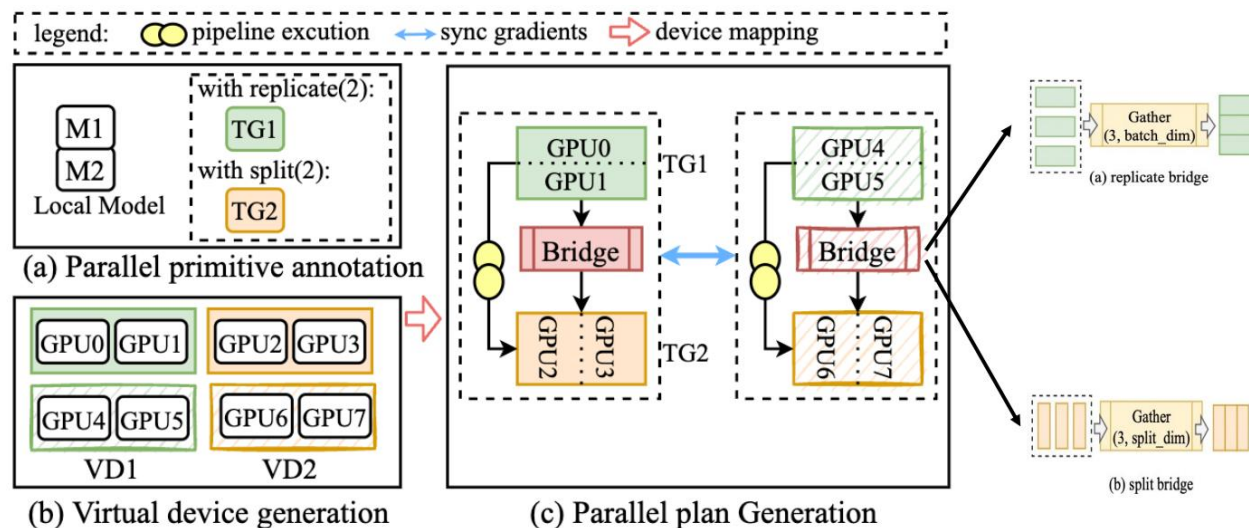 legend: pipeline excution sync gradients device mapping
M1
M2
Local Model
with replicate(2):
TG1
with split(2):
TG2
(a) Parallel primitive annotation
GPU0 GPU1 GPU2 GPU3
GPU4 GPU5 GPU6 GPU7
VD1 VD2
(b) Virtual device generation
GPU0
GPU1
TG1
Bridge
GPU2
GPU3
TG2
GPU4
GPU5
Bridge
GPU6
GPU7
(c) Parallel plan Generation
Gather
(3, batch_dim)
(a) replicate bridge
Gather
(3, split_dim)
(b) split bridge